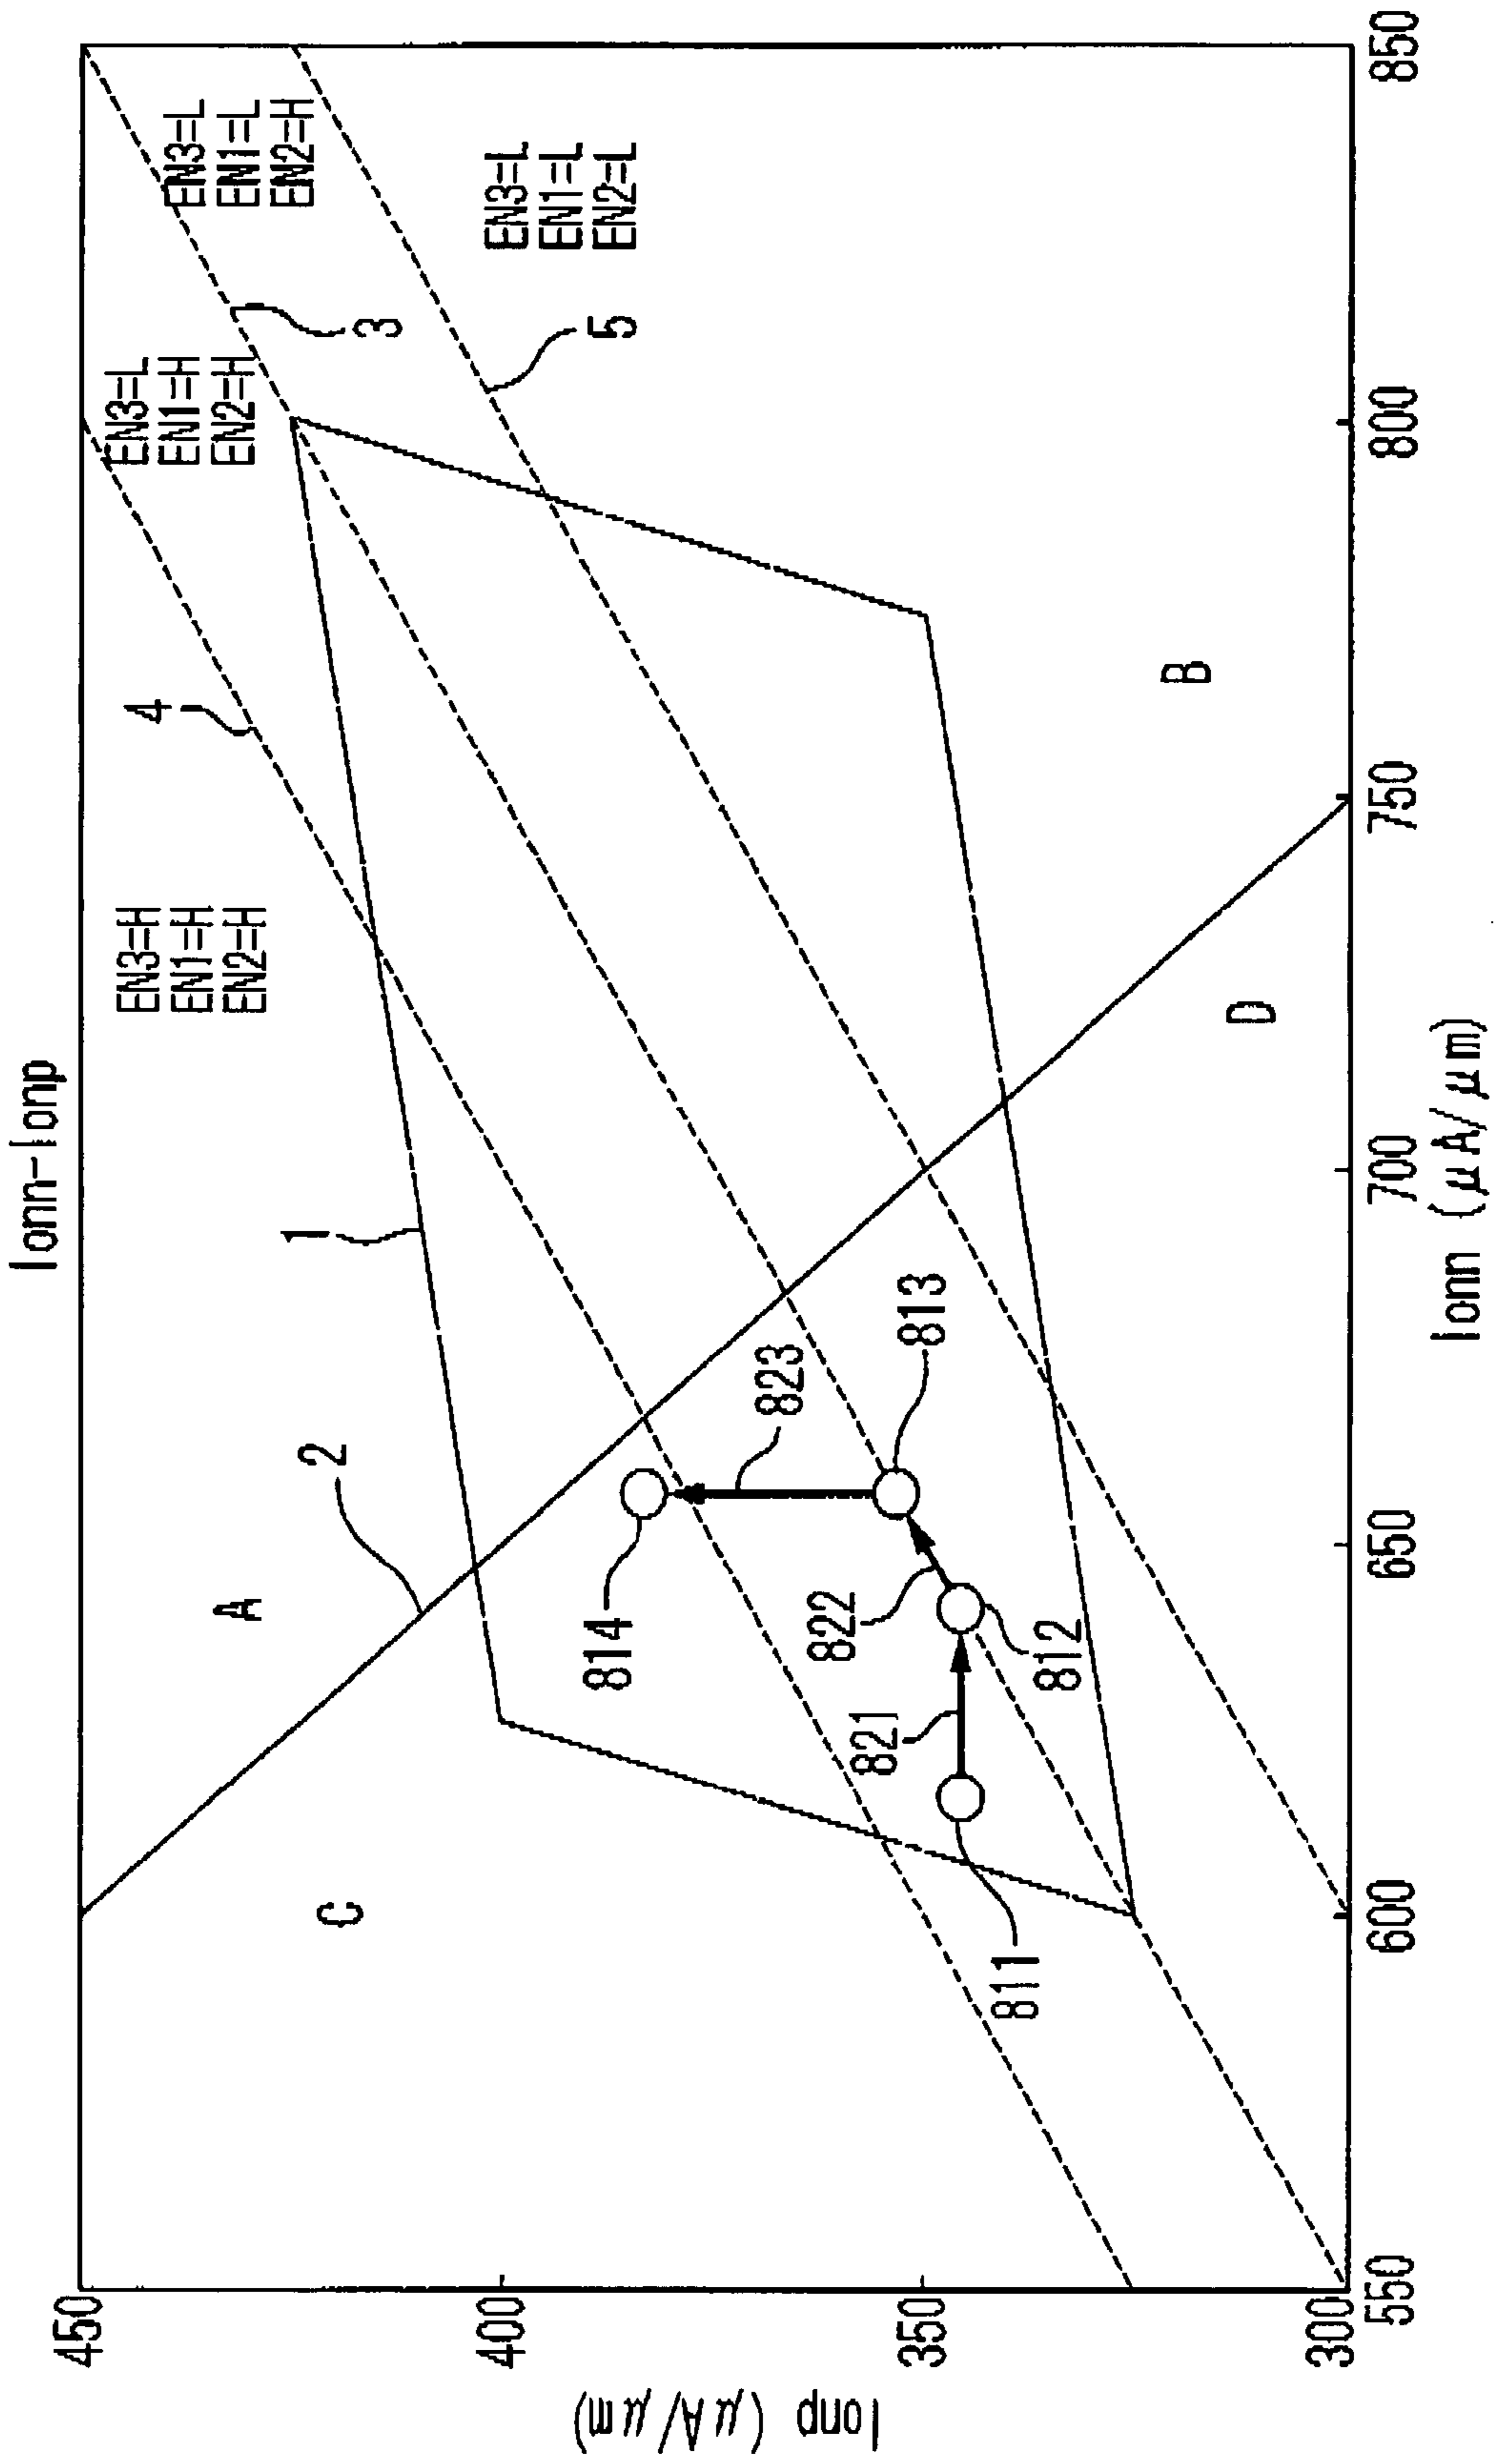 Ionn-Ionp
EN3=H
EN1=H
EN2=H
EN3=L
EN1=H
EN2=H
EN3=L
EN1=L
EN2=H
EN3=L
EN1=L
EN2=L
A
B
C
D
1
2
3
4
5
811
812
813
814
821
822
823
450
400
350
300
Ionp (μA/μm)
550
600
650
700
750
800
850
Ionn (μA/μm)